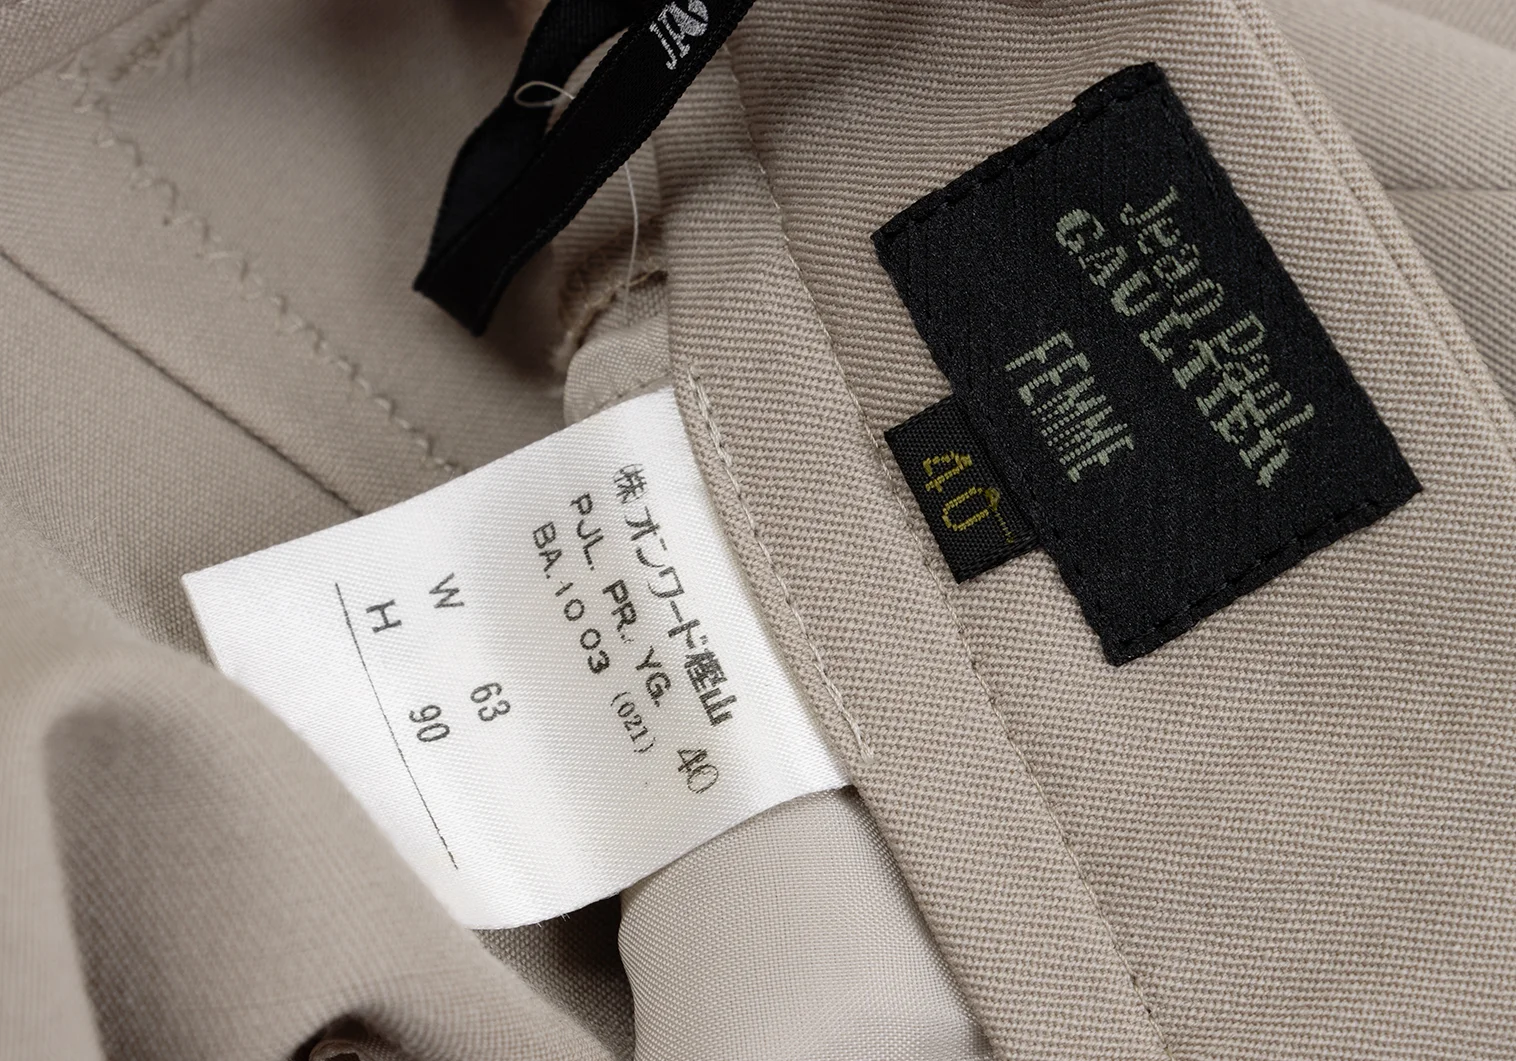 Jean Paul
GAULTIER
FEMME
40
(株)オンワード樫山
PJL. PR. YG. 40
BA. 1003 (021)
W 63
H 90